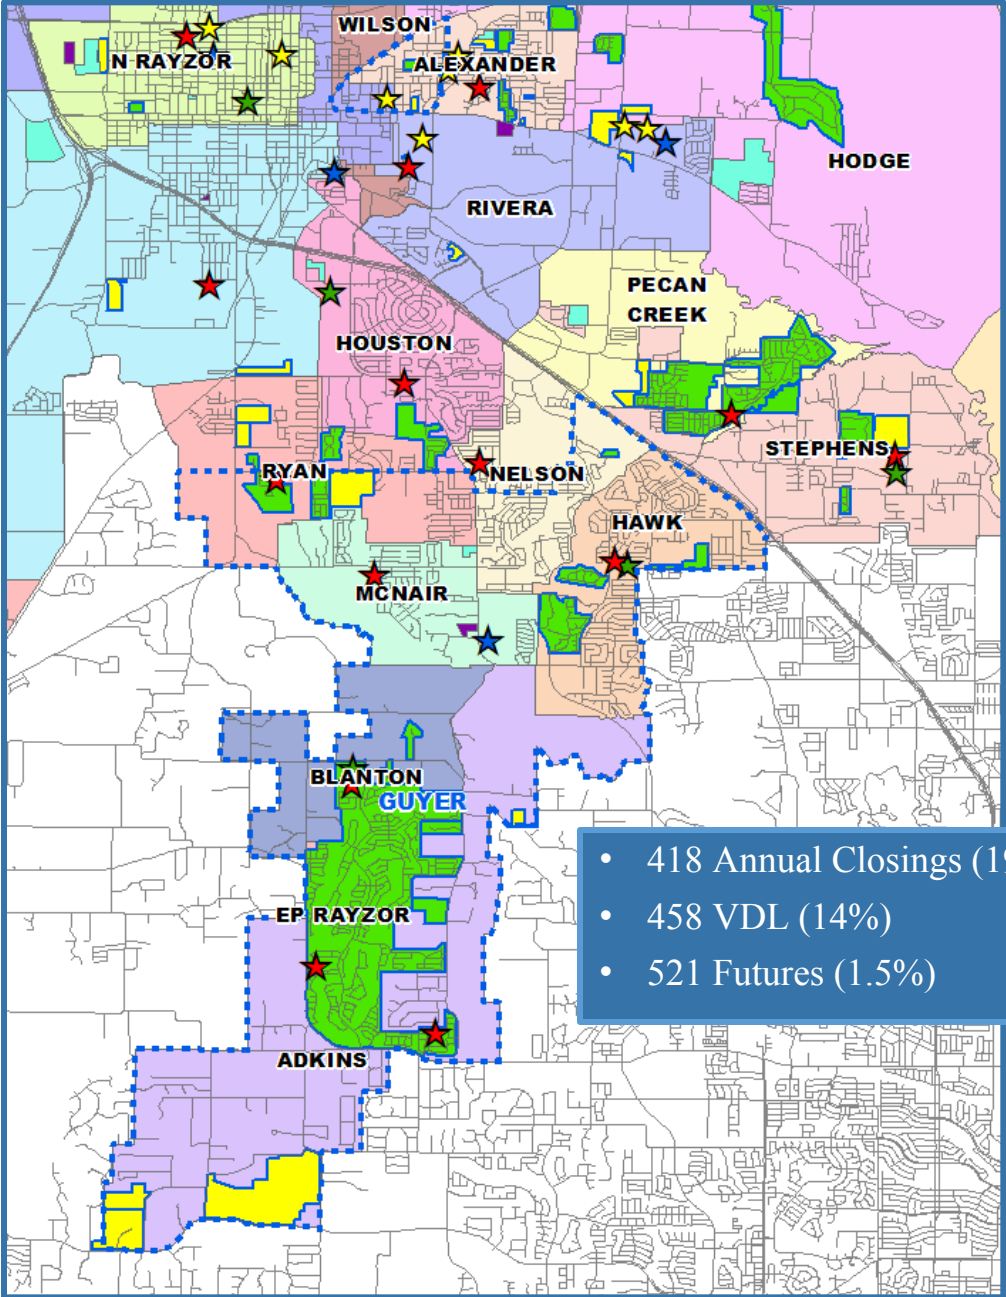 WILSON
N RAYZOR
ALEXANDER
HODGE
RIVERA
PECAN
CREEK
HOUSTON
STEPHENS
RYAN
NELSON
HAWK
MCNAIR
BLANTON
GUYER
• 418 Annual Closings
• 458 VDL (14%)
EP RAYZOR
• 521 Futures (1.5%)
ADKINS